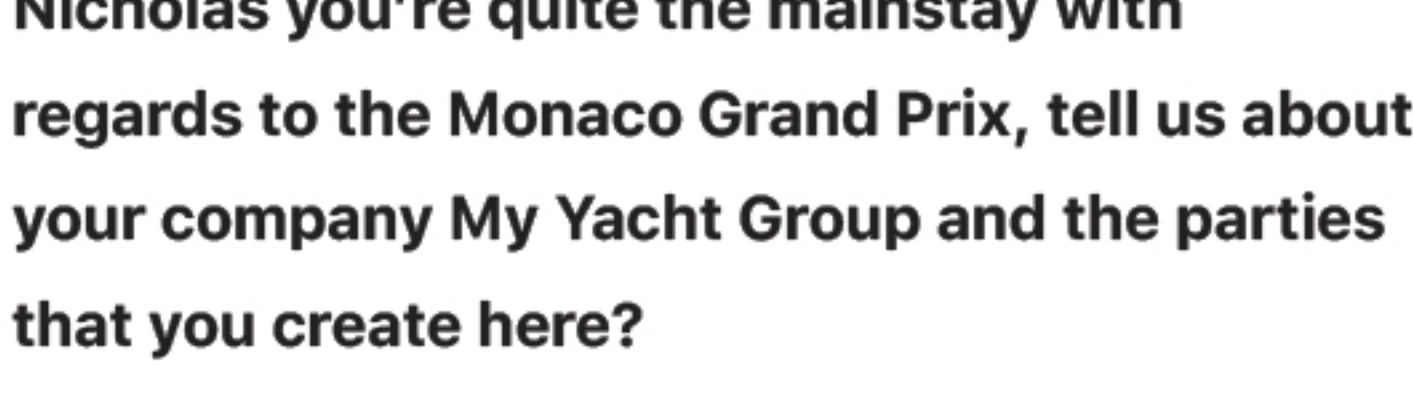 Nicholas you're quite the mainstay with
regards to the Monaco Grand Prix, tell us about
your company My Yacht Group and the parties
that you create here?